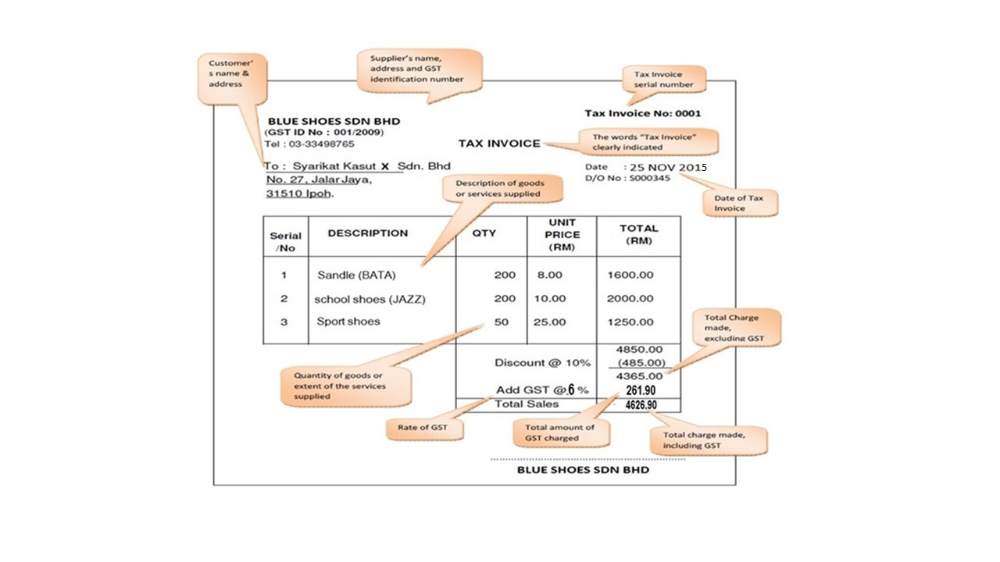 Customer'
s name &
address
Supplier's name,
address and GST
identification number
Tax Invoice
serial number
Tax Invoice No: 0001
BLUE SHOES SDN BHD
(GST ID No : 001/2009)
Tel : 03-33498765
TAX INVOICE
The words "Tax Invoice"
clearly indicated
To : Syarikat Kasut X Sdn. Bhd
No. 27, Jalar Jaya,
31510 Ipoh.
Date : 25 NOV 2015
D/O No : S000345
Description of goods
or services supplied
Date of Tax
Invoice
Serial
/No
DESCRIPTION
QTY
UNIT
PRICE
(RM)
TOTAL
(RM)
1 Sandle (BATA) 200 8.00 1600.00
2 school shoes (JAZZ) 200 10.00 2000.00
3 Sport shoes 50 25.00 1250.00
Total Charge
made,
excluding GST
4850.00
Discount @ 10% (485.00)
4365.00
Add GST @.6 % 261.90
Total Sales 4626.90
Quantity of goods or
extent of the services
supplied
Rate of GST
Total amount of
GST charged
Total charge made,
including GST
BLUE SHOES SDN BHD